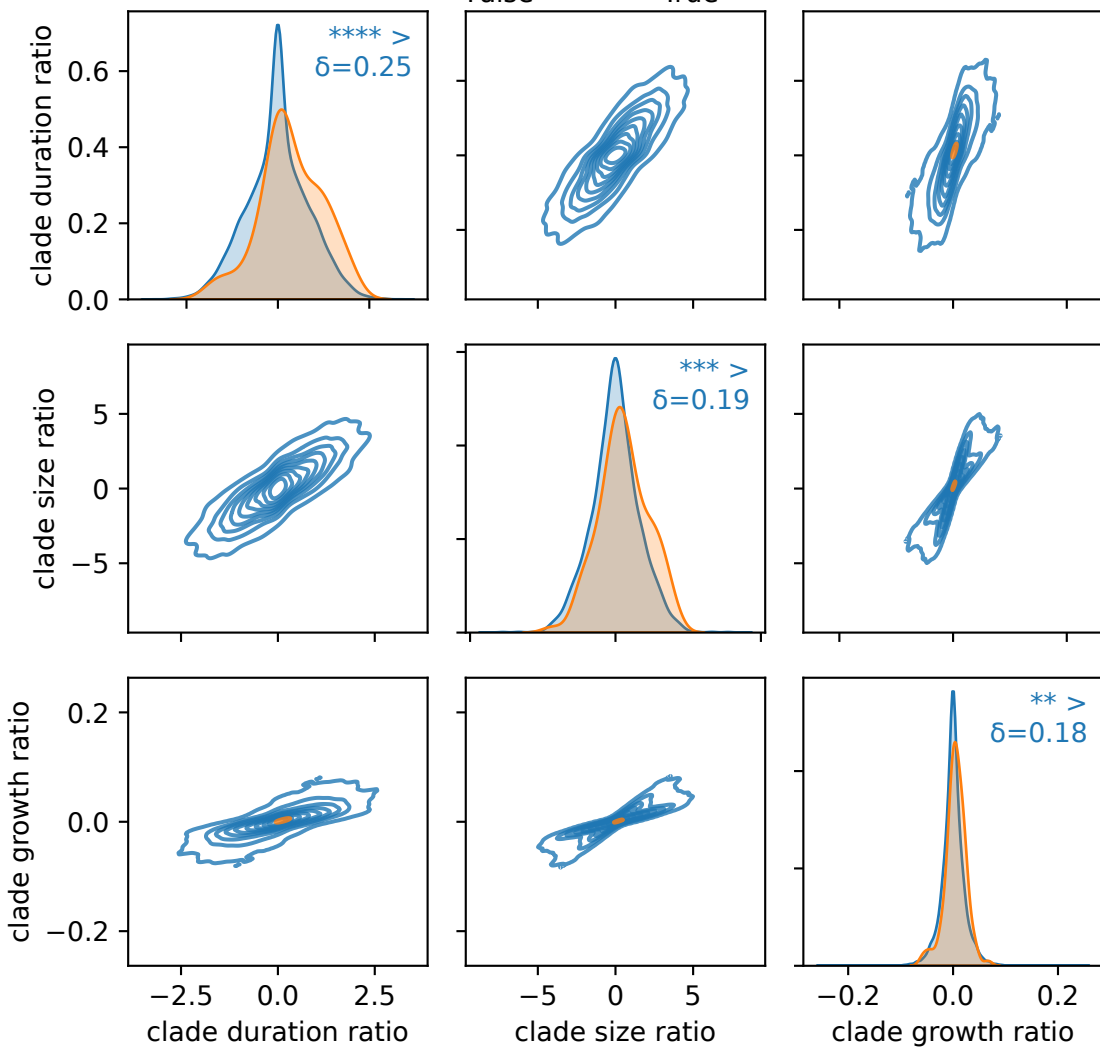 clade duration ratio
0.6
0.4
0.2
0.0
**** >
δ=0.25
clade size ratio
5
0
−5
*** >
δ=0.19
clade growth ratio
0.2
0.0
−0.2
** >
δ=0.18
−2.5 0.0 2.5
−5 0 5
−0.2 0.0 0.2
clade duration ratio
clade size ratio
clade growth ratio